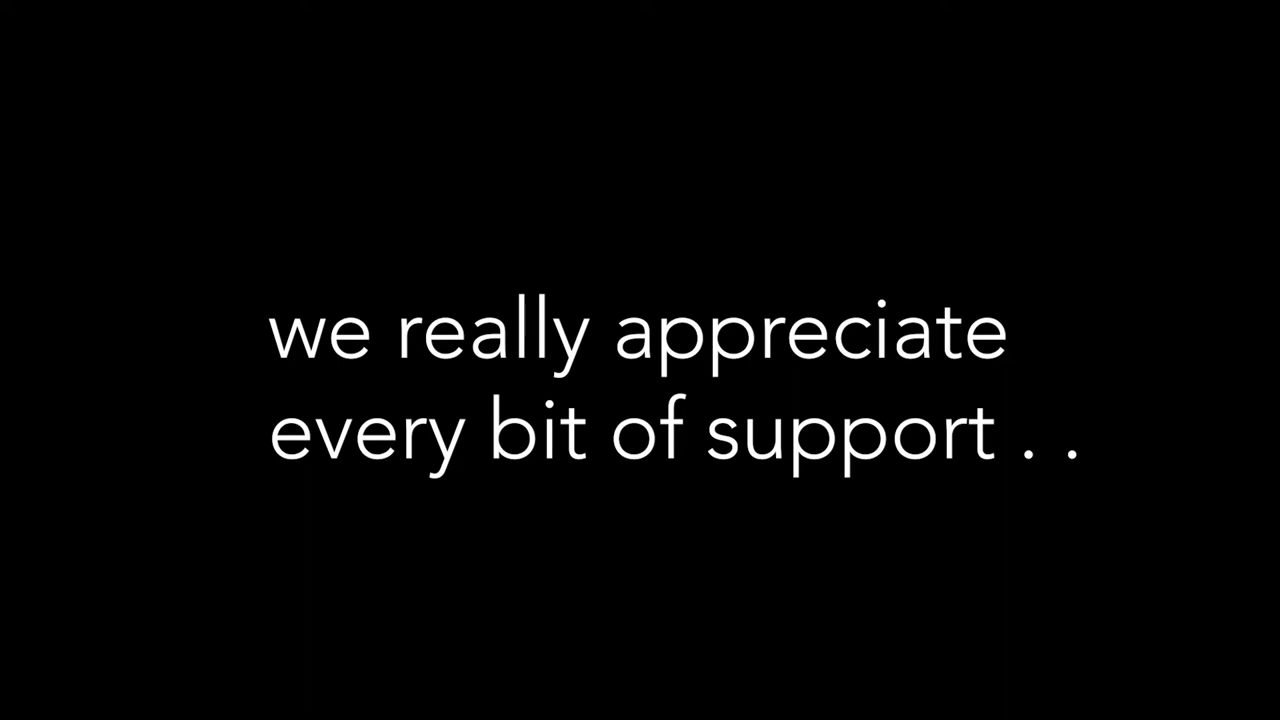 we really appreciate
every bit of support . .